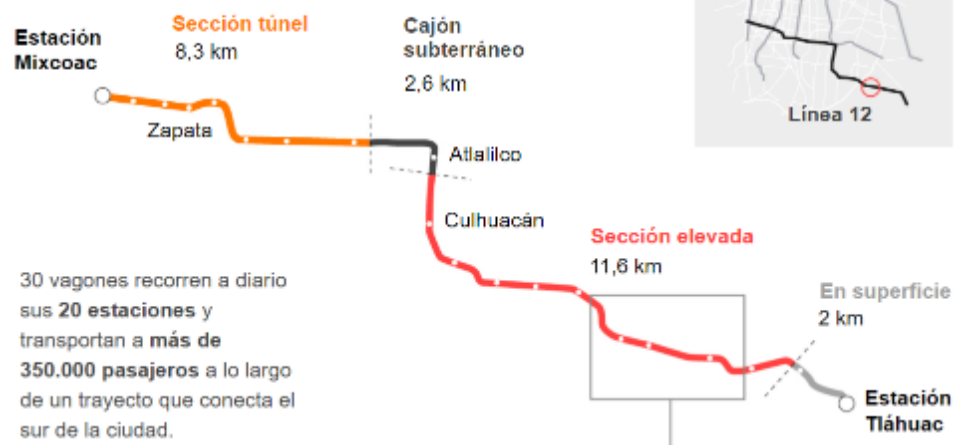 Estación
Mixcoac
Sección túnel
8,3 km
Cajón
subterráneo
2,6 km
Línea 12
Zapata
Atlalilco
Culhuacán
Sección elevada
11,6 km
En superficie
2 km
Estación
Tláhuac
30 vagones recorren a diario
sus 20 estaciones y
transportan a más de
350.000 pasajeros a lo largo
de un trayecto que conecta el
sur de la ciudad.